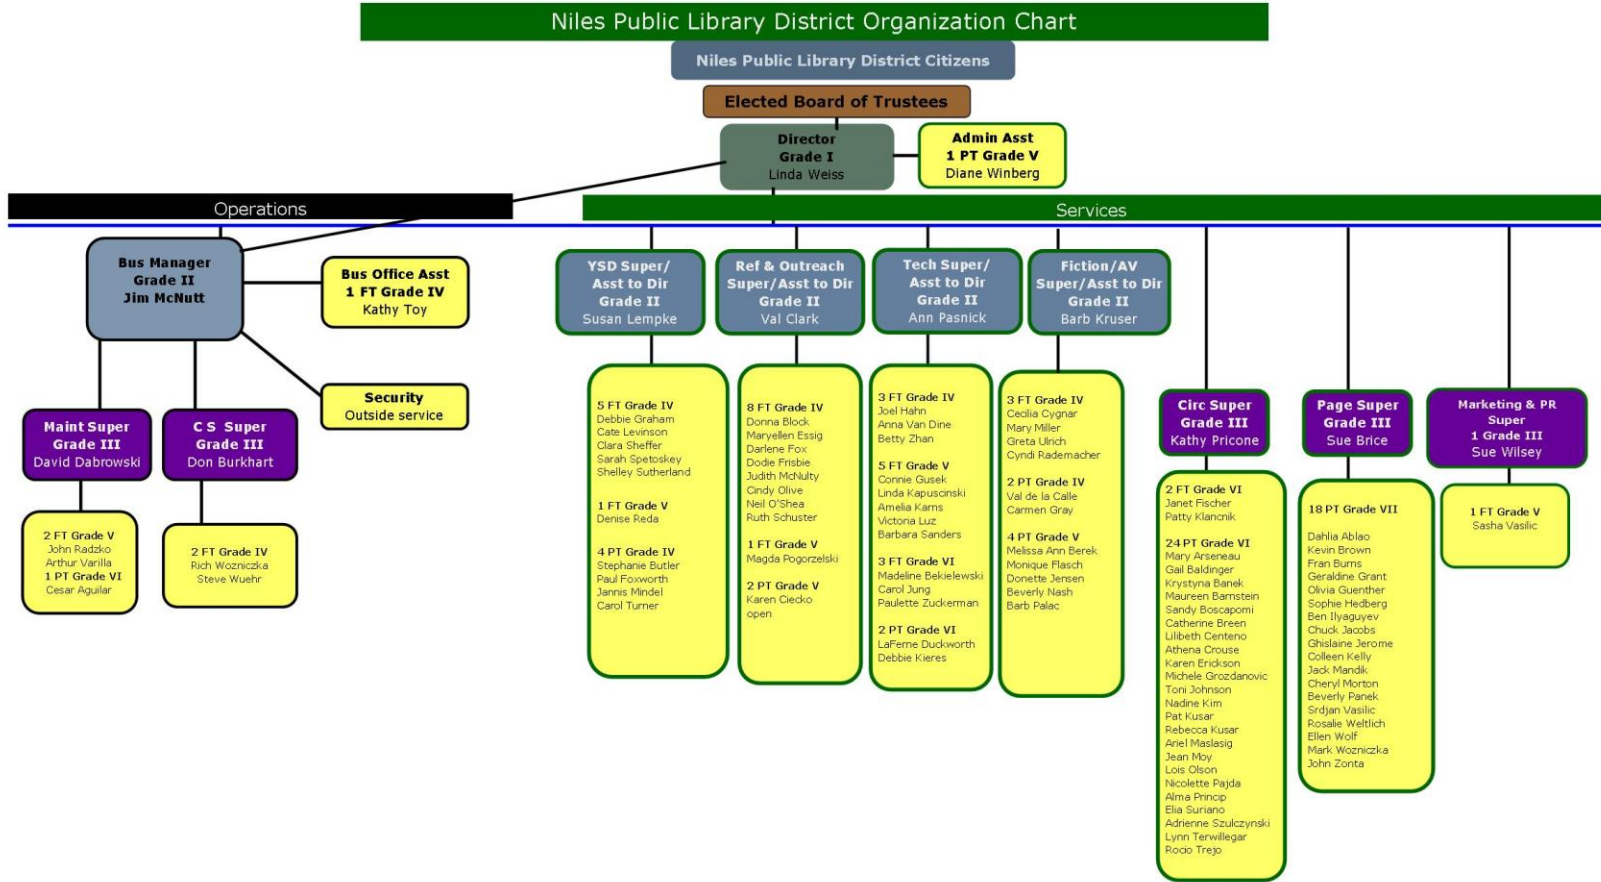 Niles Public Library District Organization Chart
Niles Public Library District Citizens
Elected Board of Trustees
Director
Grade I
Linda Weiss
Admin Asst
1 PT Grade V
Diane Winberg
Operations
Services
Bus Manager
Grade II
Jim McNutt
Bus Office Asst
1 FT Grade IV
Kathy Toy
Security
Outside service
Maint Super
Grade III
David Dabrowski
C S Super
Grade III
Don Burkhart
2 FT Grade V
John Radzko
Arthur Varilla
1 PT Grade VI
Cesar Aguilar
2 FT Grade IV
Rich Wozniczka
Steve Wuehr
YSD Super/
Asst to Dir
Grade II
Susan Lempke
5 FT Grade IV
Debbie Graham
Cate Levinson
Clara Sheffer
Sarah Spetoskey
Shelley Sutherland
1 FT Grade V
Denise Reda
4 PT Grade IV
Stephanie Butler
Paul Foxworth
Jannis Mindel
Carol Turner
Ref & Outreach
Super/Asst to Dir
Grade II
Val Clark
8 FT Grade IV
Donna Block
Maryellen Essig
Darlene Fox
Dodie Frisbie
Judith McNulty
Cindy Olive
Neil O'Shea
Ruth Schuster
1 FT Grade V
Magda Pogorzelski
2 PT Grade V
Karen Ciecko
open
Tech Super/
Asst to Dir
Grade II
Ann Pasnick
3 FT Grade IV
Joel Hahn
Anna Van Dine
Betty Zhan
5 FT Grade V
Connie Gusek
Linda Kapuscinski
Amelia Karns
Victoria Luz
Barbara Sanders
3 FT Grade VI
Madeline Bekielewski
Carol Jung
Paulette Zuckerman
2 PT Grade VI
LaFerne Duckworth
Debbie Kieres
Fiction/AV
Super/Asst to Dir
Grade II
Barb Kruser
3 FT Grade IV
Cecilia Cygnar
Mary Miller
Greta Ulrich
Cyndi Rademacher
2 PT Grade IV
Val de la Calle
Carmen Gray
4 PT Grade V
Melissa Ann Berek
Monique Flasch
Donette Jensen
Beverly Nash
Barb Palac
Circ Super
Grade III
Kathy Pricone
2 FT Grade VI
Janet Fischer
Patty Klancnik
24 PT Grade VI
Mary Arseneau
Gail Baldinger
Krystyna Banek
Maureen Barnstein
Sandy Boscapomi
Catherine Breen
Lilibeth Centeno
Athena Crouse
Karen Erickson
Michele Grozdanovic
Toni Johnson
Nadine Kim
Pat Kusar
Rebecca Kusar
Ariel Maslasig
Jean Moy
Lois Olson
Nicolette Pajda
Alma Princip
Elia Suriano
Adrienne Szulczynski
Lynn Terwillegar
Rocio Trejo
Page Super
Grade III
Sue Brice
18 PT Grade VII
Dahlia Ablao
Kevin Brown
Fran Burns
Geraldine Grant
Olivia Guenther
Sophie Hedberg
Ben Ilyaguyev
Chuck Jacobs
Ghislaine Jerome
Colleen Kelly
Jack Mandik
Cheryl Morton
Beverly Panek
Srdjan Vasilic
Rosalie Weltlich
Ellen Wolf
Mark Wozniczka
John Zonta
Marketing & PR
Super
1 Grade III
Sue Wilsey
1 FT Grade V
Sasha Vasilic